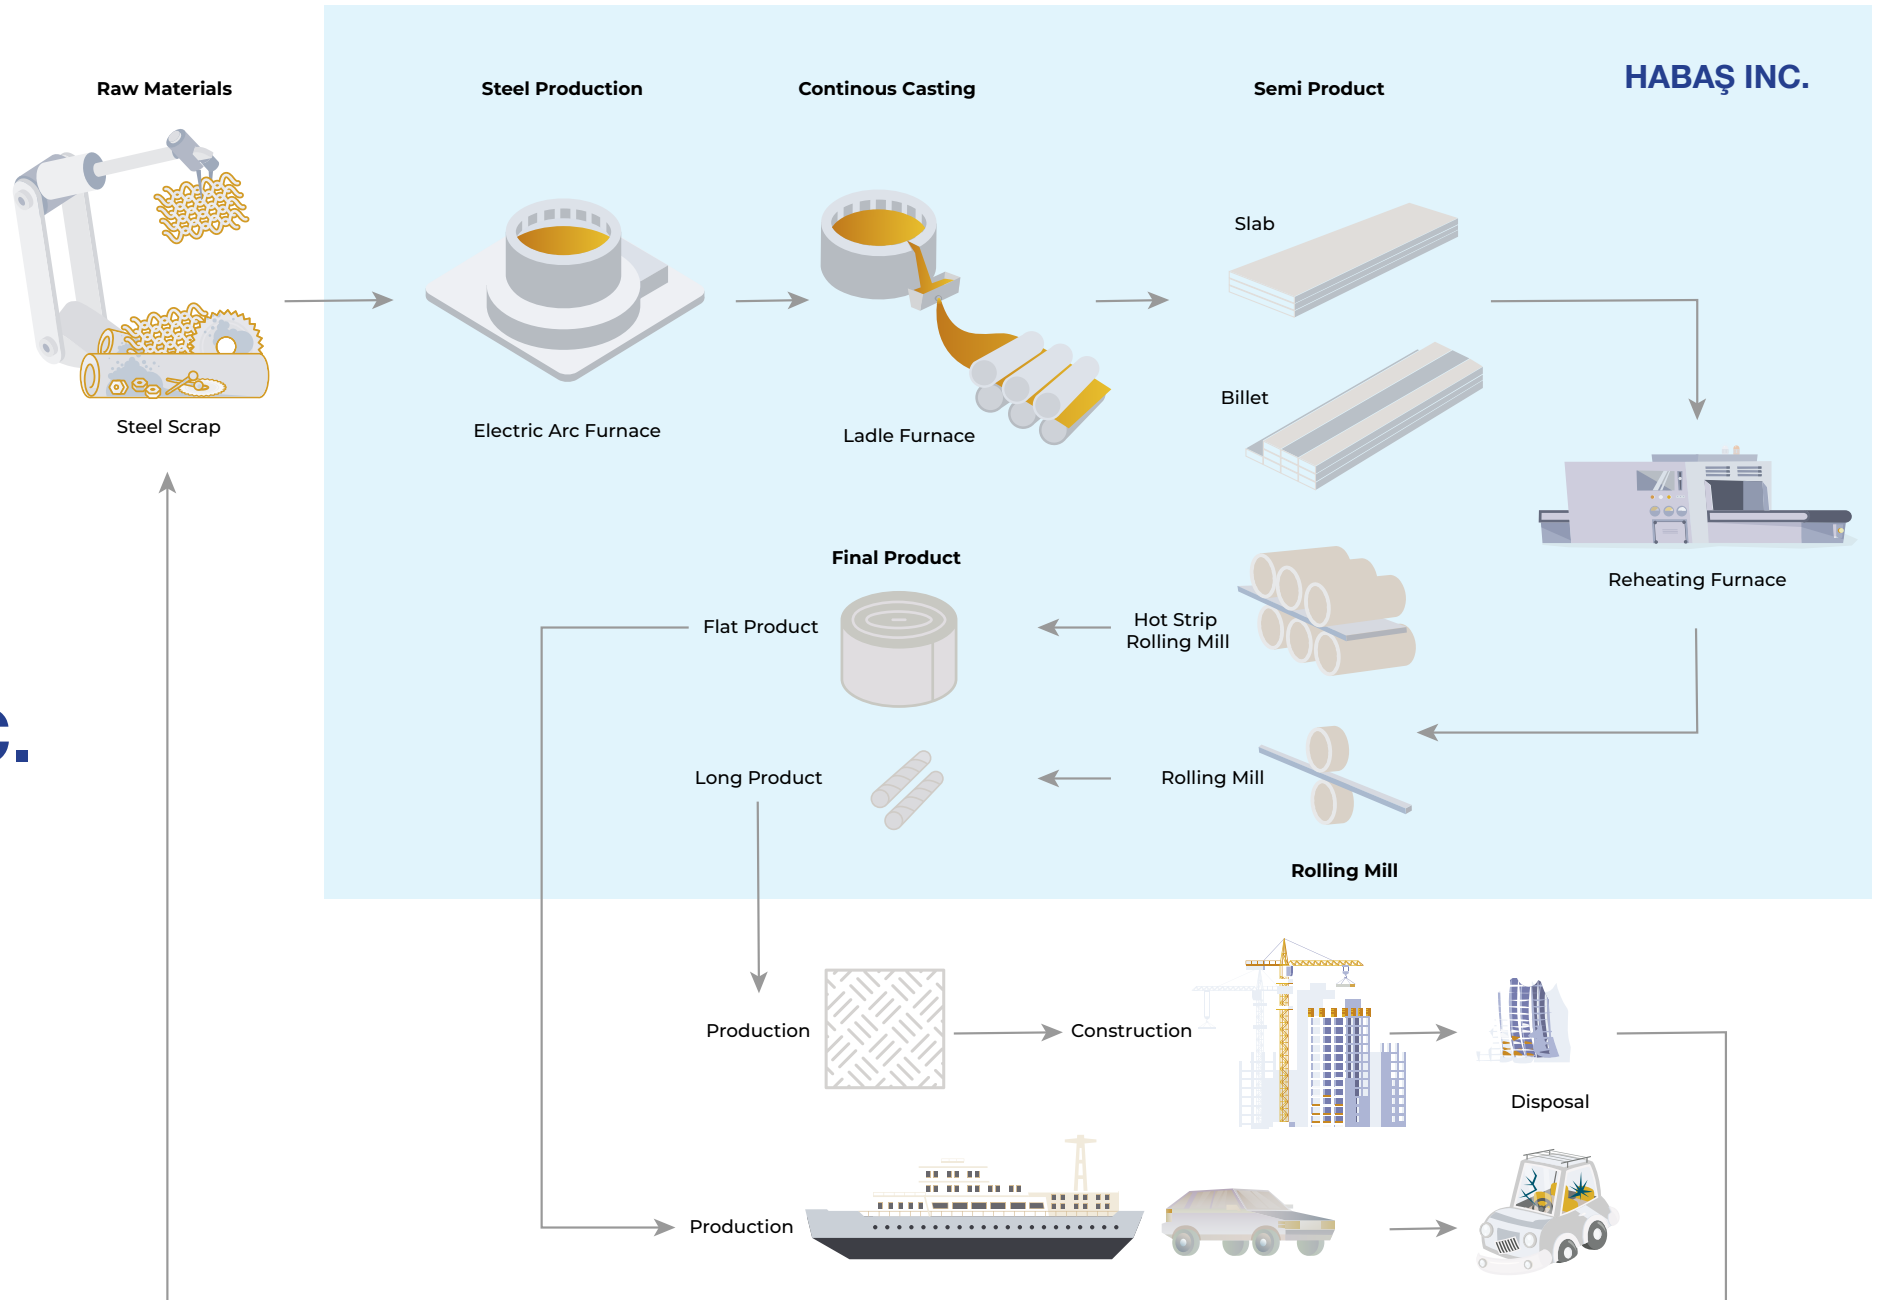 HABAŞ INC.
Raw Materials
Steel Production
Continous Casting
Semi Product
Slab
Billet
Steel Scrap
Electric Arc Furnace
Ladle Furnace
Reheating Furnace
Final Product
Flat Product
Hot Strip
Rolling Mill
Long Product
Rolling Mill
Rolling Mill
Production
Construction
Disposal
Production